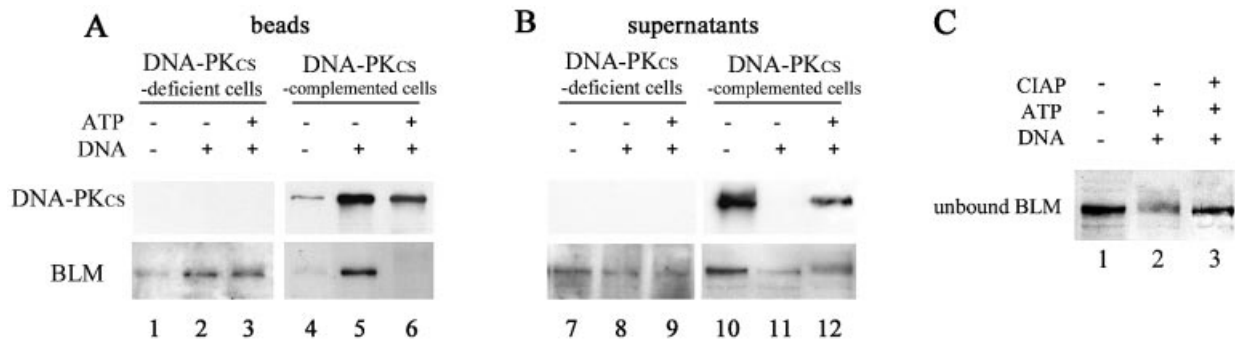 A
beads
DNA-PKCS
-deficient cells
DNA-PKCS
-complemented cells
ATP - - + - - +
DNA - + + - + +
DNA-PKCS
BLM
1 2 3 4 5 6
B
supernatants
DNA-PKCS
-deficient cells
DNA-PKCS
-complemented cells
- - + - - +
- + + - + +
7 8 9 10 11 12
C
CIAP - - +
ATP - + +
DNA - + +
unbound BLM
1 2 3